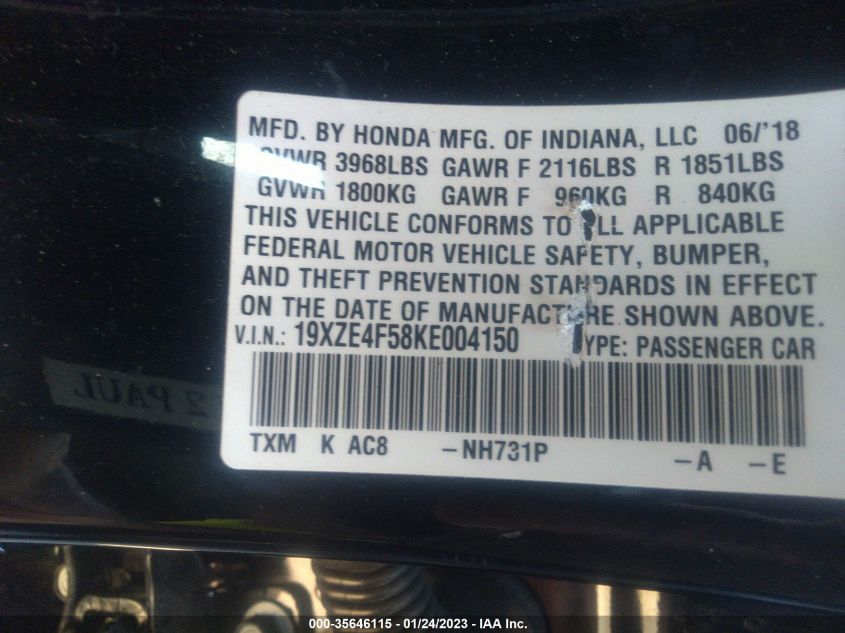 MFD. BY HONDA MFG. OF INDIANA, LLC 06/'18
GVWR 3968LBS GAWR F 2116LBS R 1851LBS
GVWR 1800KG GAWR F 960KG R 840KG
THIS VEHICLE CONFORMS TO ALL APPLICABLE
FEDERAL MOTOR VEHICLE SAFETY, BUMPER,
AND THEFT PREVENTION STANDARDS IN EFFECT
ON THE DATE OF MANUFACTURE SHOWN ABOVE.
V.I.N.: 19XZE4F58KE004150 TYPE: PASSENGER CAR
TXM K AC8 -NH731P -A -E
2 PAUL
000-35646115 - 01/24/2023 - IAA Inc.